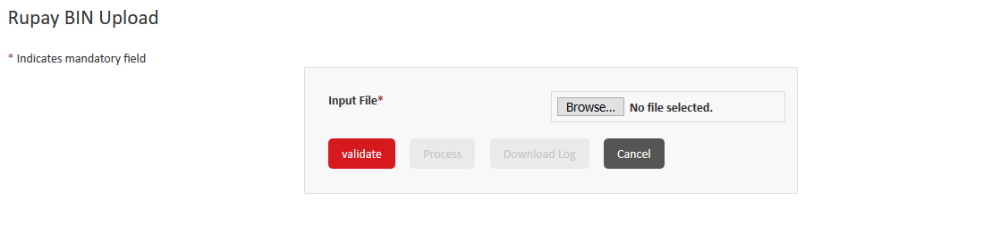 Rupay BIN Upload
* Indicates mandatory field
Input File*
Browse... No file selected.
validate Process Download Log Cancel